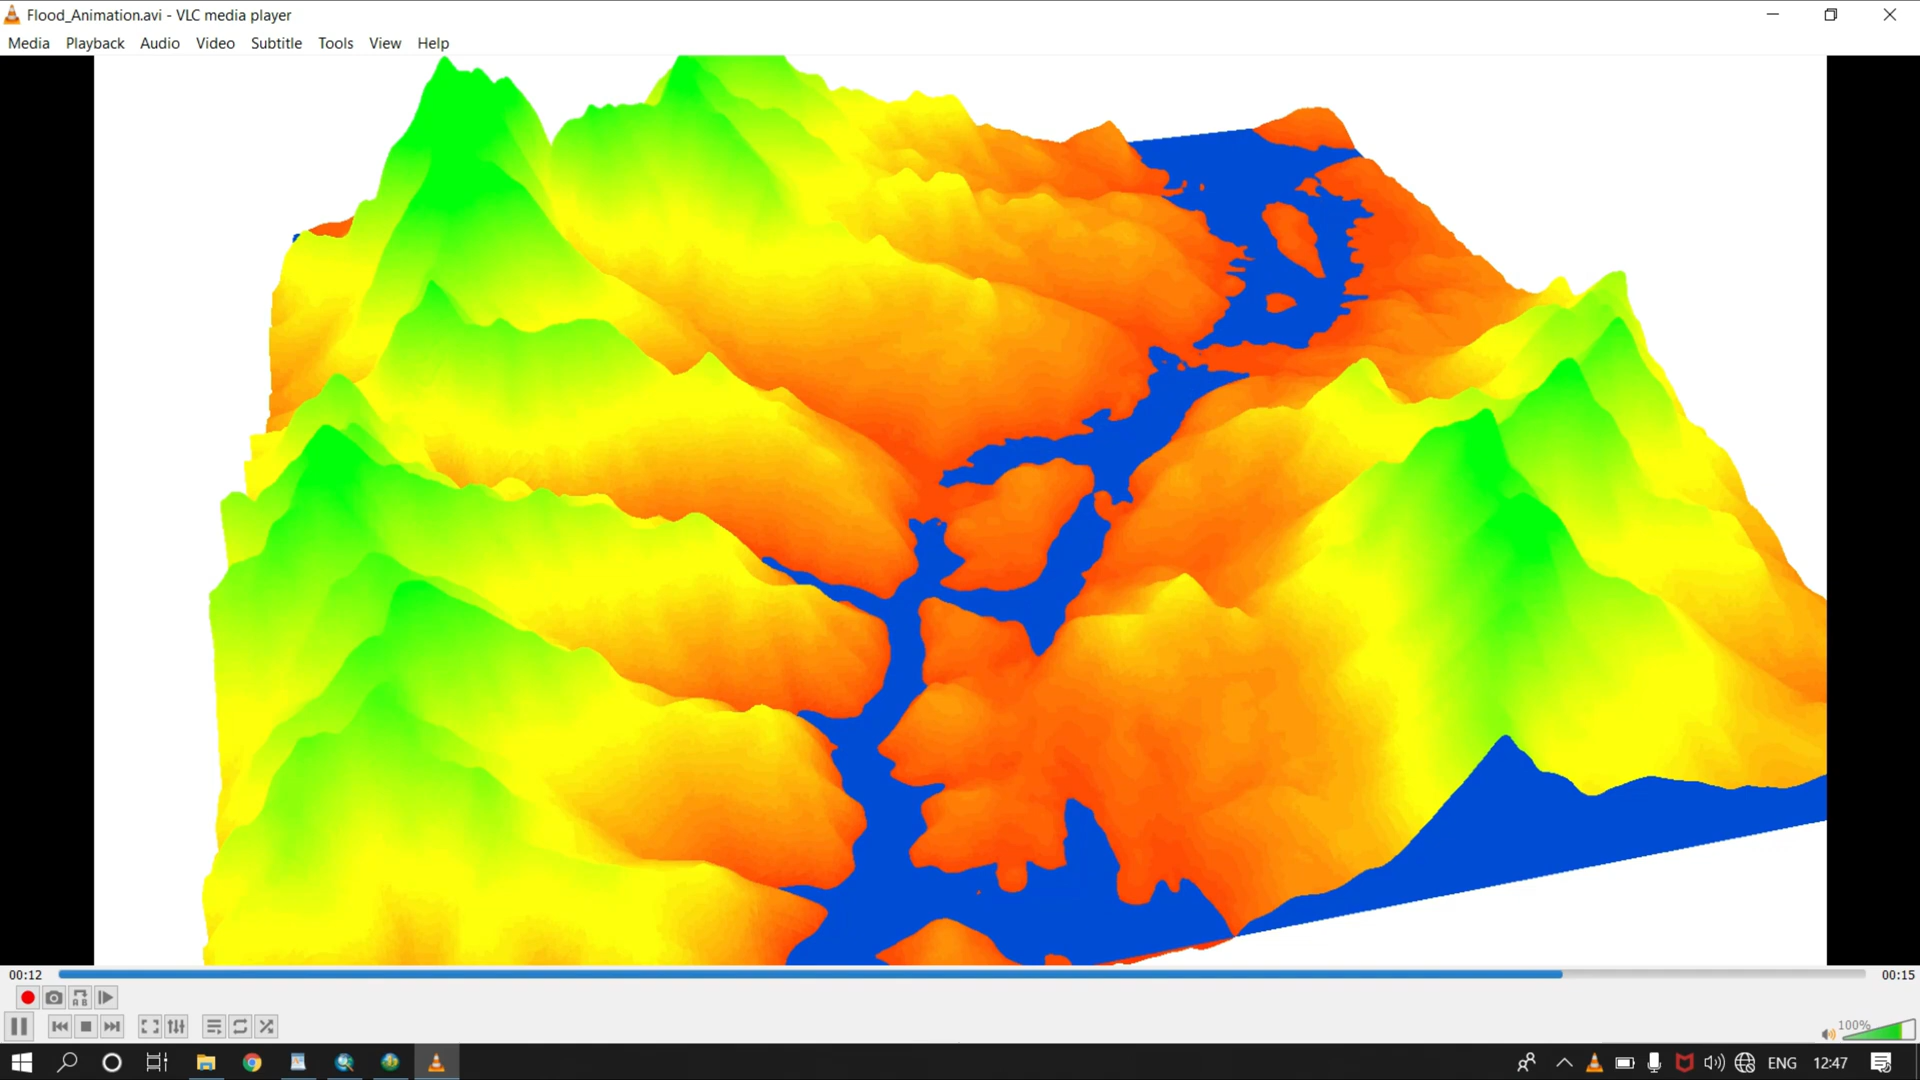 Flood_Animation.avi - VLC media player
Media Playback Audio Video Subtitle Tools View Help
00:12
00:15
A B
100%
ENG 12:47